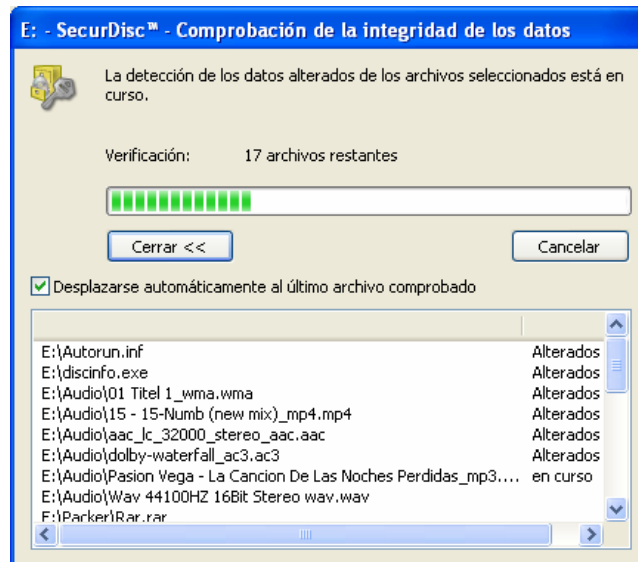 E: - SecurDisc™ - Comprobación de la integridad de los datos
La detección de los datos alterados de los archivos seleccionados está en
curso.
Verificación: 17 archivos restantes
Cerrar << Cancelar
Desplazarse automáticamente al último archivo comprobado
E:\Autorun.inf Alterados
E:\discinfo.exe Alterados
E:\Audio\01 Titel 1_wma.wma Alterados
E:\Audio\15 - 15-Numb (new mix)_mp4.mp4 Alterados
E:\Audio\aac_lc_32000_stereo_aac.aac Alterados
E:\Audio\dolby-waterfall_ac3.ac3 Alterados
E:\Audio\Pasion Vega - La Cancion De Las Noches Perdidas_mp3.... en curso
E:\Audio\Wav 44100HZ 16Bit Stereo wav.wav
E:\Packer\Rar.rar